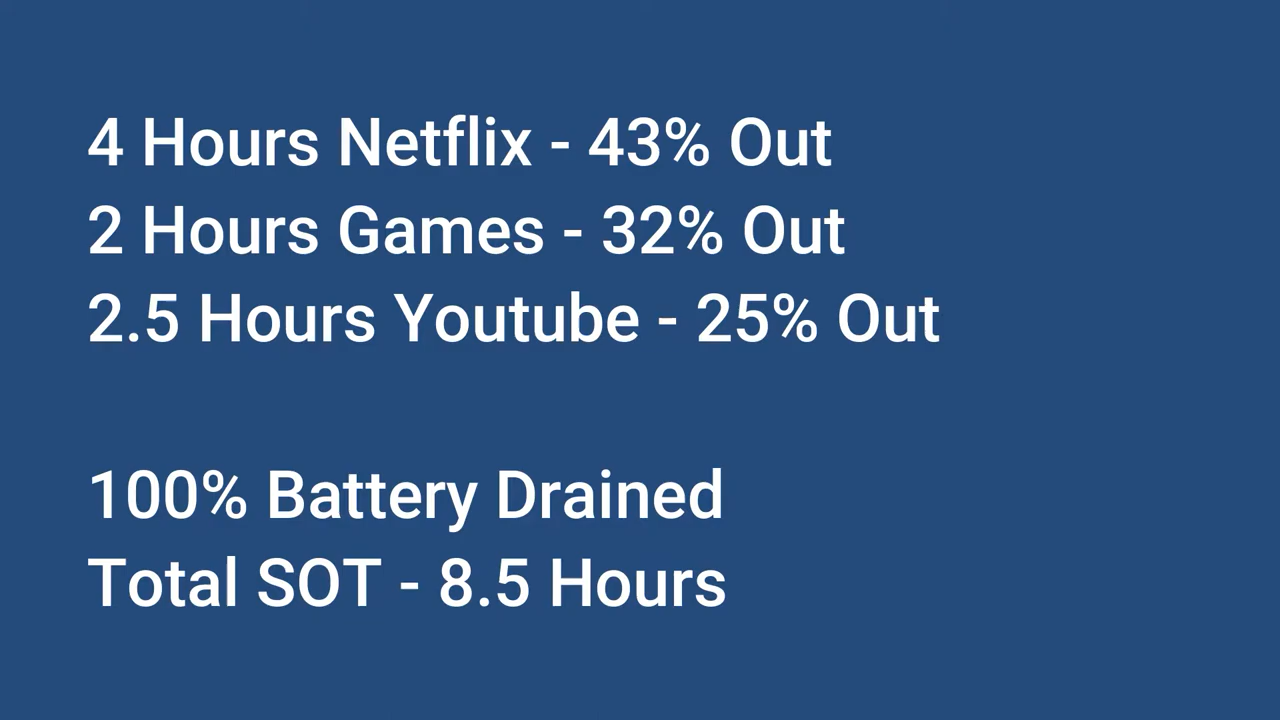 4 Hours Netflix - 43% Out
2 Hours Games - 32% Out
2.5 Hours Youtube - 25% Out
100% Battery Drained
Total SOT - 8.5 Hours